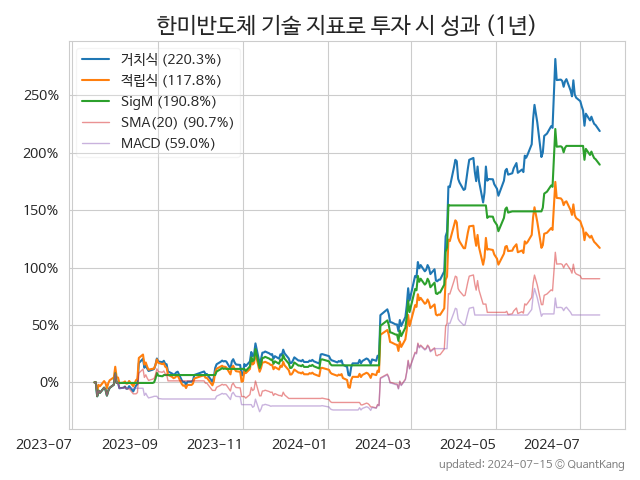 한미반도체 기술 지표로 투자 시 성과 (1년)
거치식 (220.3%)
적립식 (117.8%)
SigM (190.8%)
SMA(20) (90.7%)
MACD (59.0%)
250%
200%
150%
100%
50%
0%
2023-07 2023-09 2023-11 2024-01 2024-03 2024-05 2024-07
updated: 2024-07-15 © QuantKang